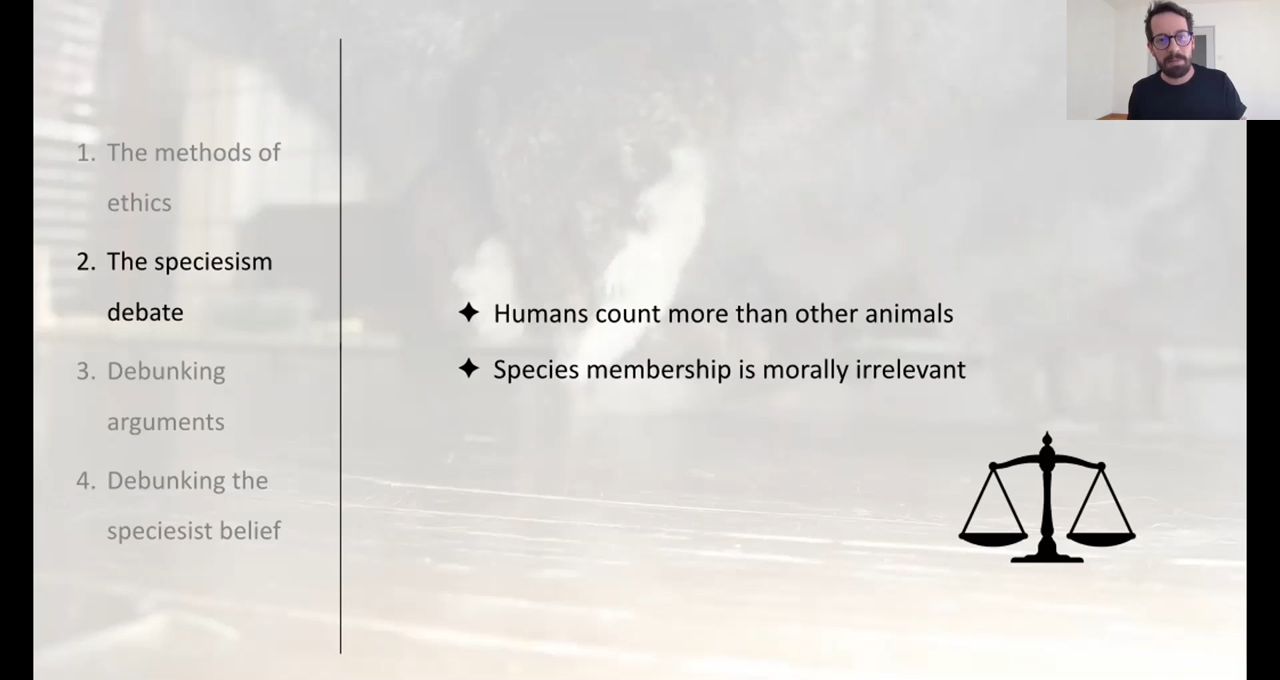 1. The methods of
ethics
2. The speciesism
debate
3. Debunking
arguments
4. Debunking the
speciesist belief
✦ Humans count more than other animals
✦ Species membership is morally irrelevant